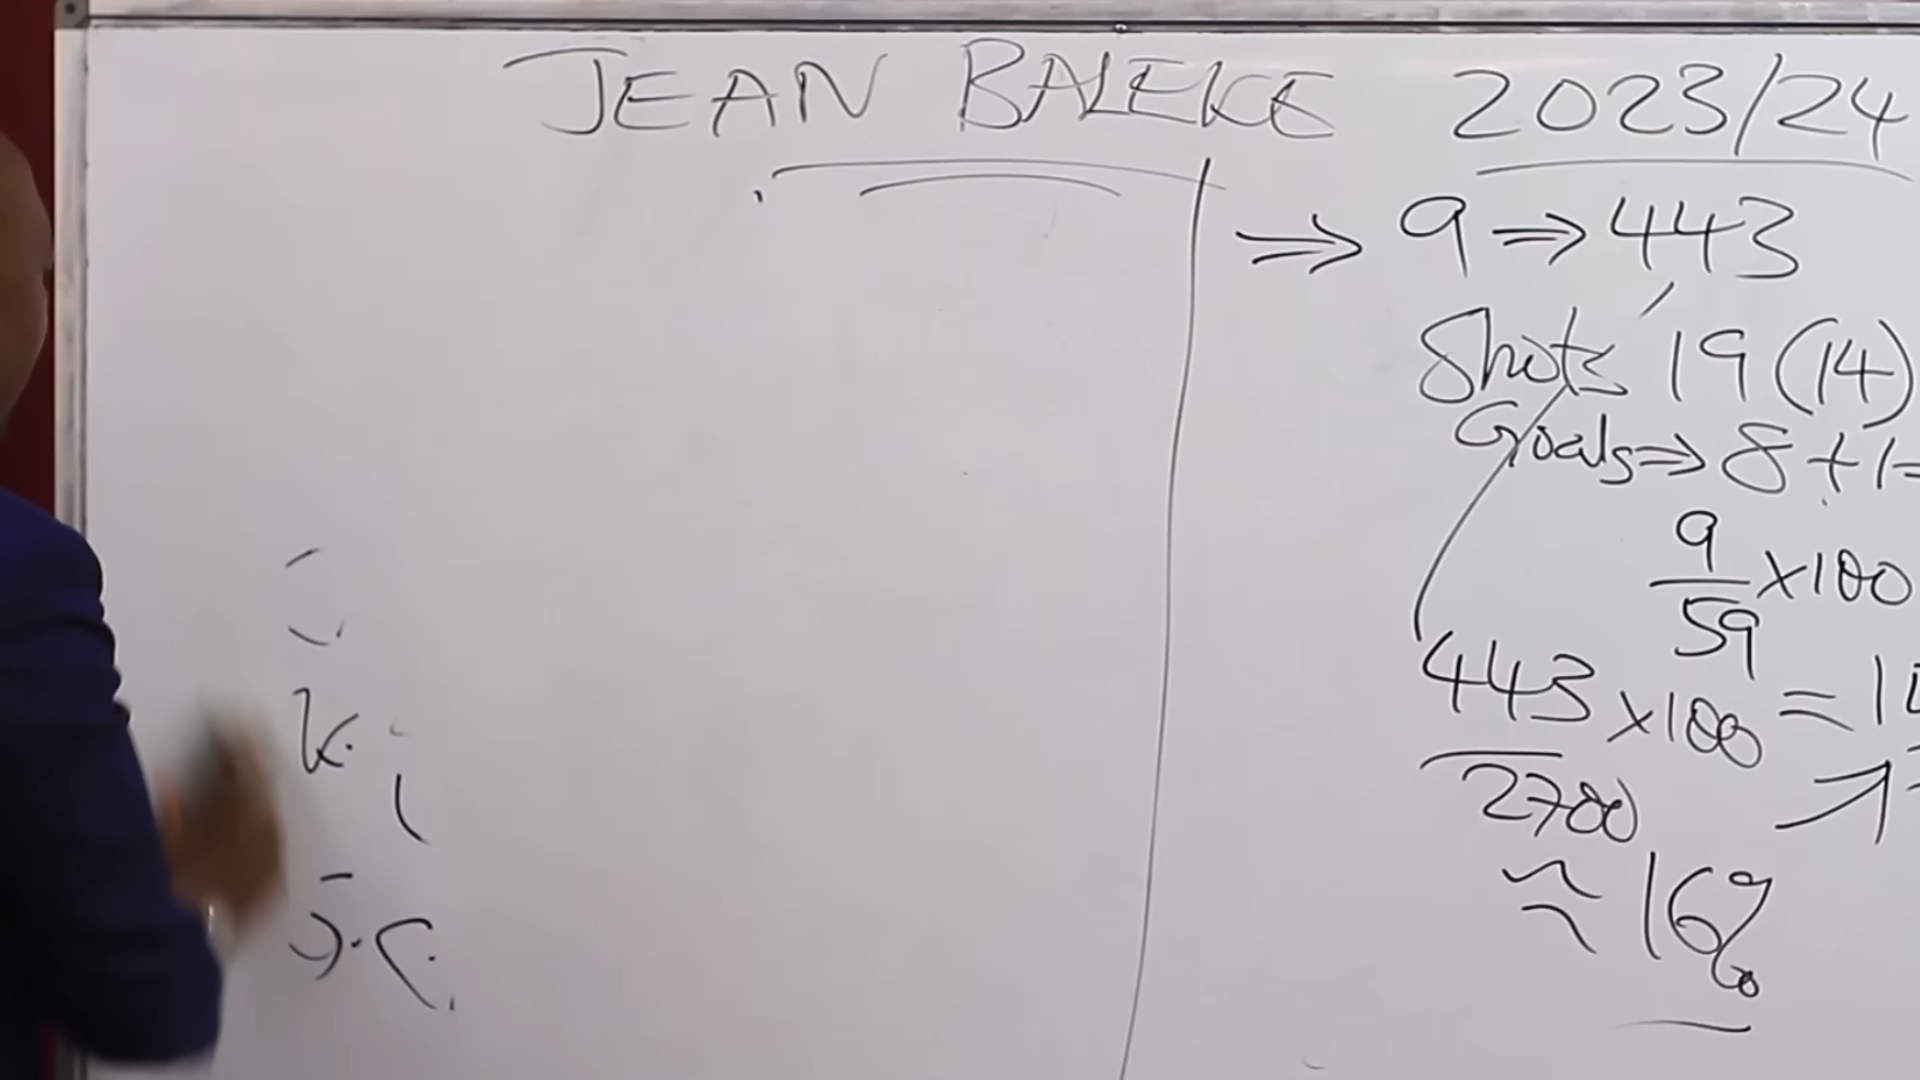 JEAN BALEKE 2023/24
⇒ 9 ⇒ 443
Shots 19 (14)
Goals ⇒ 8 + 1
9
59
×100
443
2700
×100 = 1
≈ 16%
K.